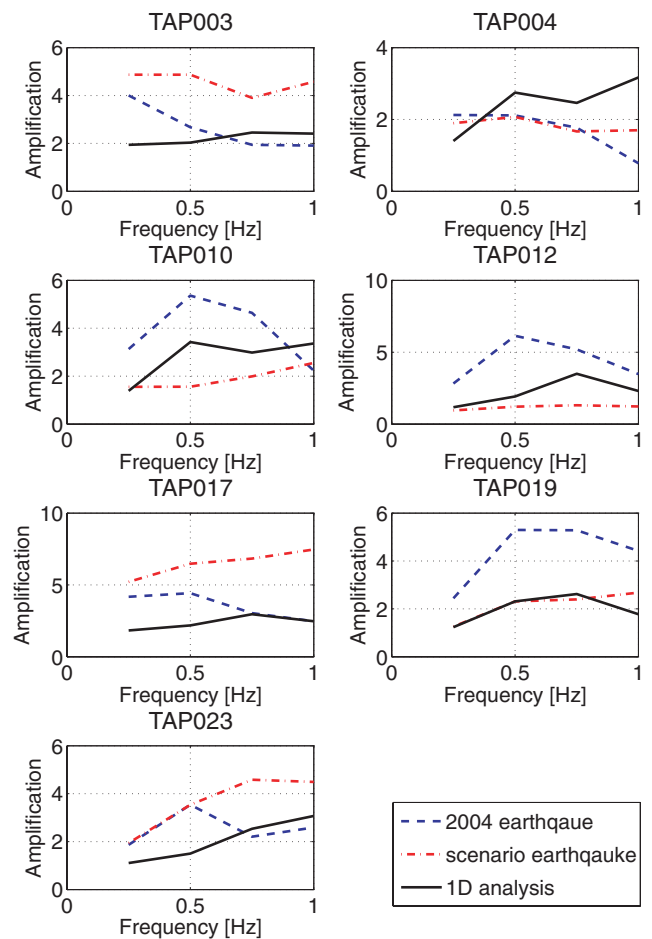 TAP003
6
4
2
0
Amplification
0 0.5 1
Frequency [Hz]
TAP004
4
2
0
Amplification
0 0.5 1
Frequency [Hz]
TAP010
6
4
2
0
Amplification
0 0.5 1
Frequency [Hz]
TAP012
10
5
0
Amplification
0 0.5 1
Frequency [Hz]
TAP017
10
5
0
Amplification
0 0.5 1
Frequency [Hz]
TAP019
6
4
2
0
Amplification
0 0.5 1
Frequency [Hz]
TAP023
6
4
2
0
Amplification
0 0.5 1
Frequency [Hz]
2004 earthqaue
scenario earthqauke
1D analysis